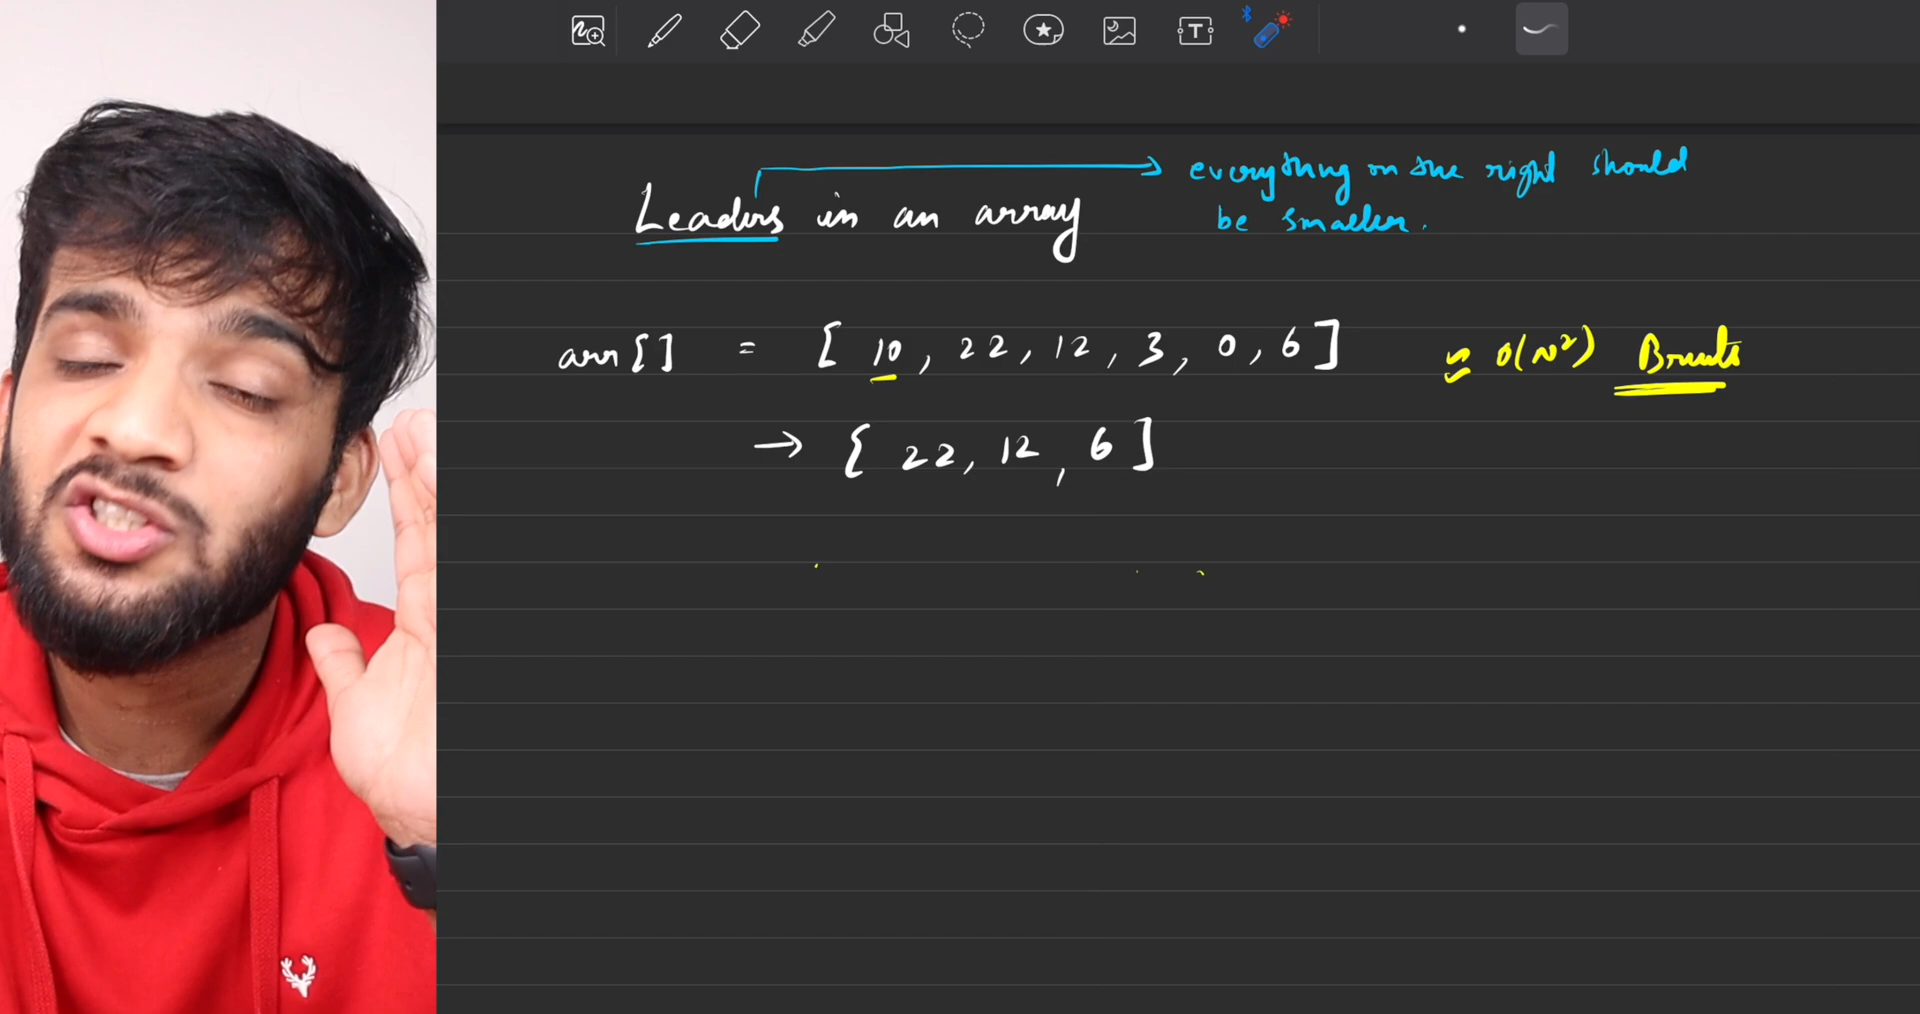 Leaders in an array
everything on the right should
be smaller.
arr[] = [ 10, 22, 12, 3, 0, 6 ]
≈ O(N²) Brute
→ { 22, 12, 6 ]